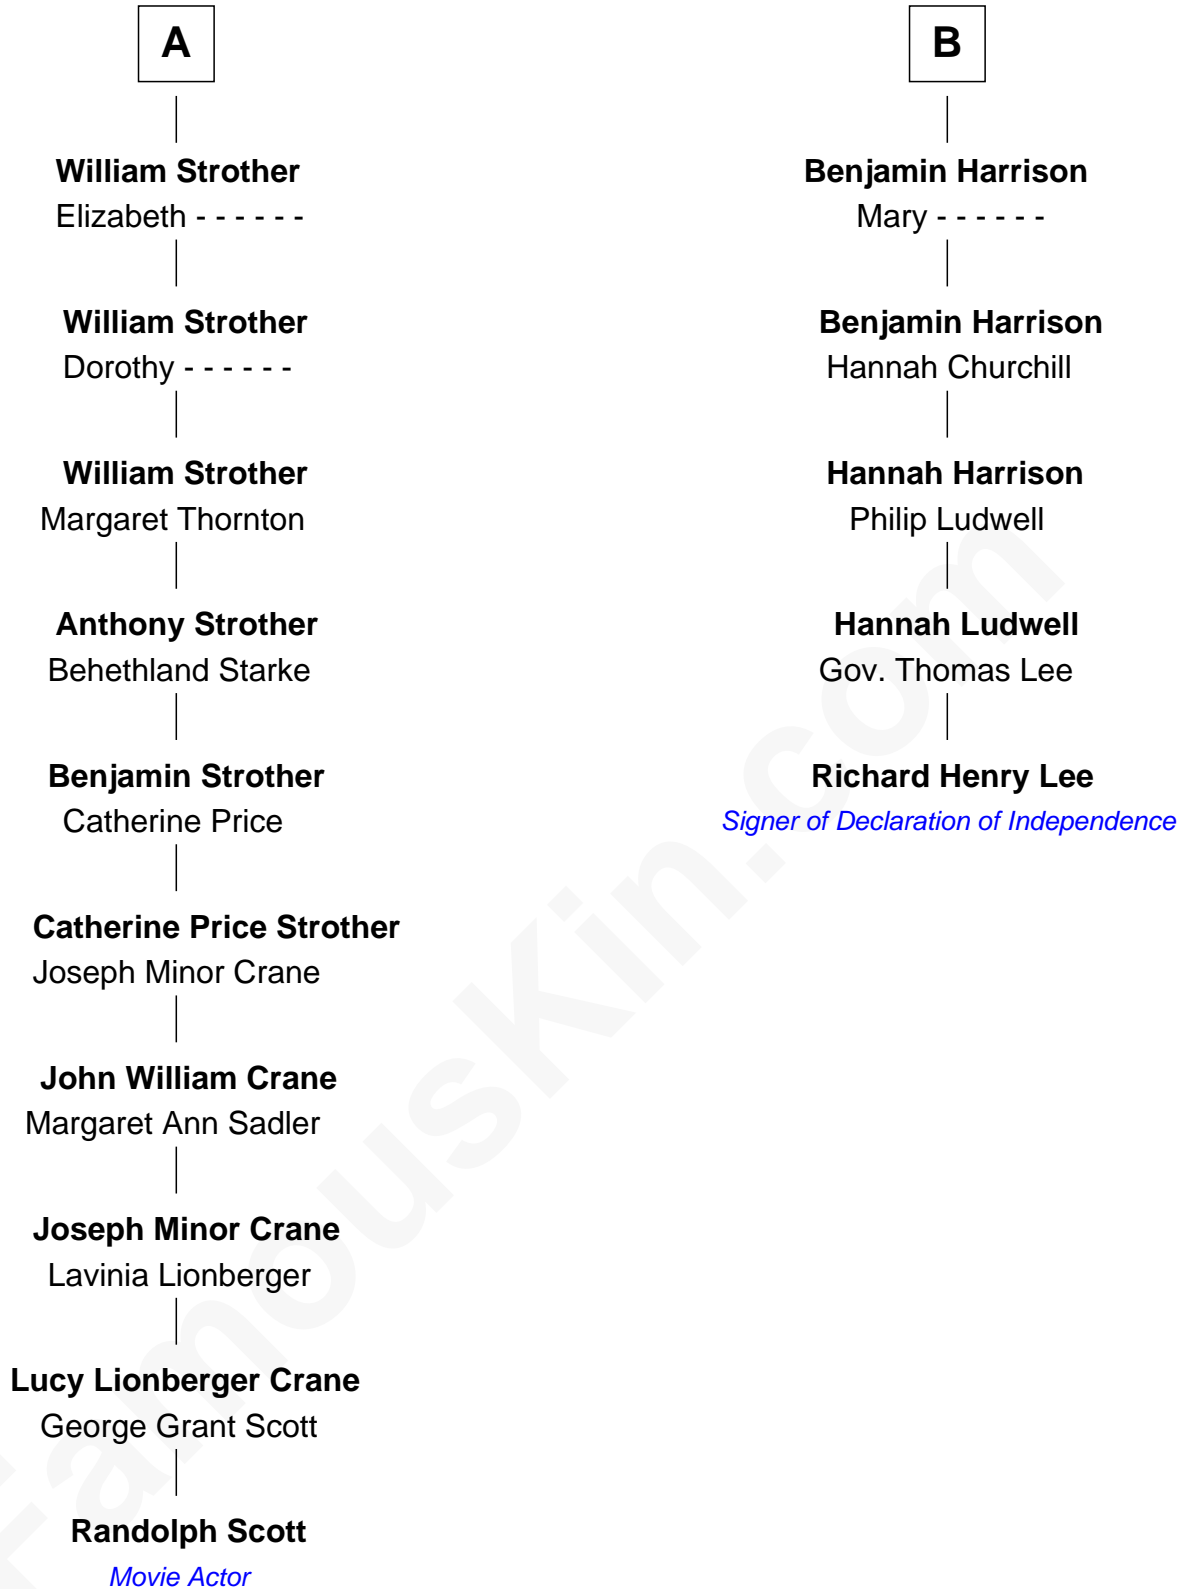 A
William Strother
Elizabeth - - - - - -
William Strother
Dorothy - - - - - -
William Strother
Margaret Thornton
Anthony Strother
Behethland Starke
Benjamin Strother
Catherine Price
Catherine Price Strother
Joseph Minor Crane
John William Crane
Margaret Ann Sadler
Joseph Minor Crane
Lavinia Lionberger
Lucy Lionberger Crane
George Grant Scott
Randolph Scott
Movie Actor
B
Benjamin Harrison
Mary - - - - - -
Benjamin Harrison
Hannah Churchill
Hannah Harrison
Philip Ludwell
Hannah Ludwell
Gov. Thomas Lee
Richard Henry Lee
Signer of Declaration of Independence
FamousKin.com